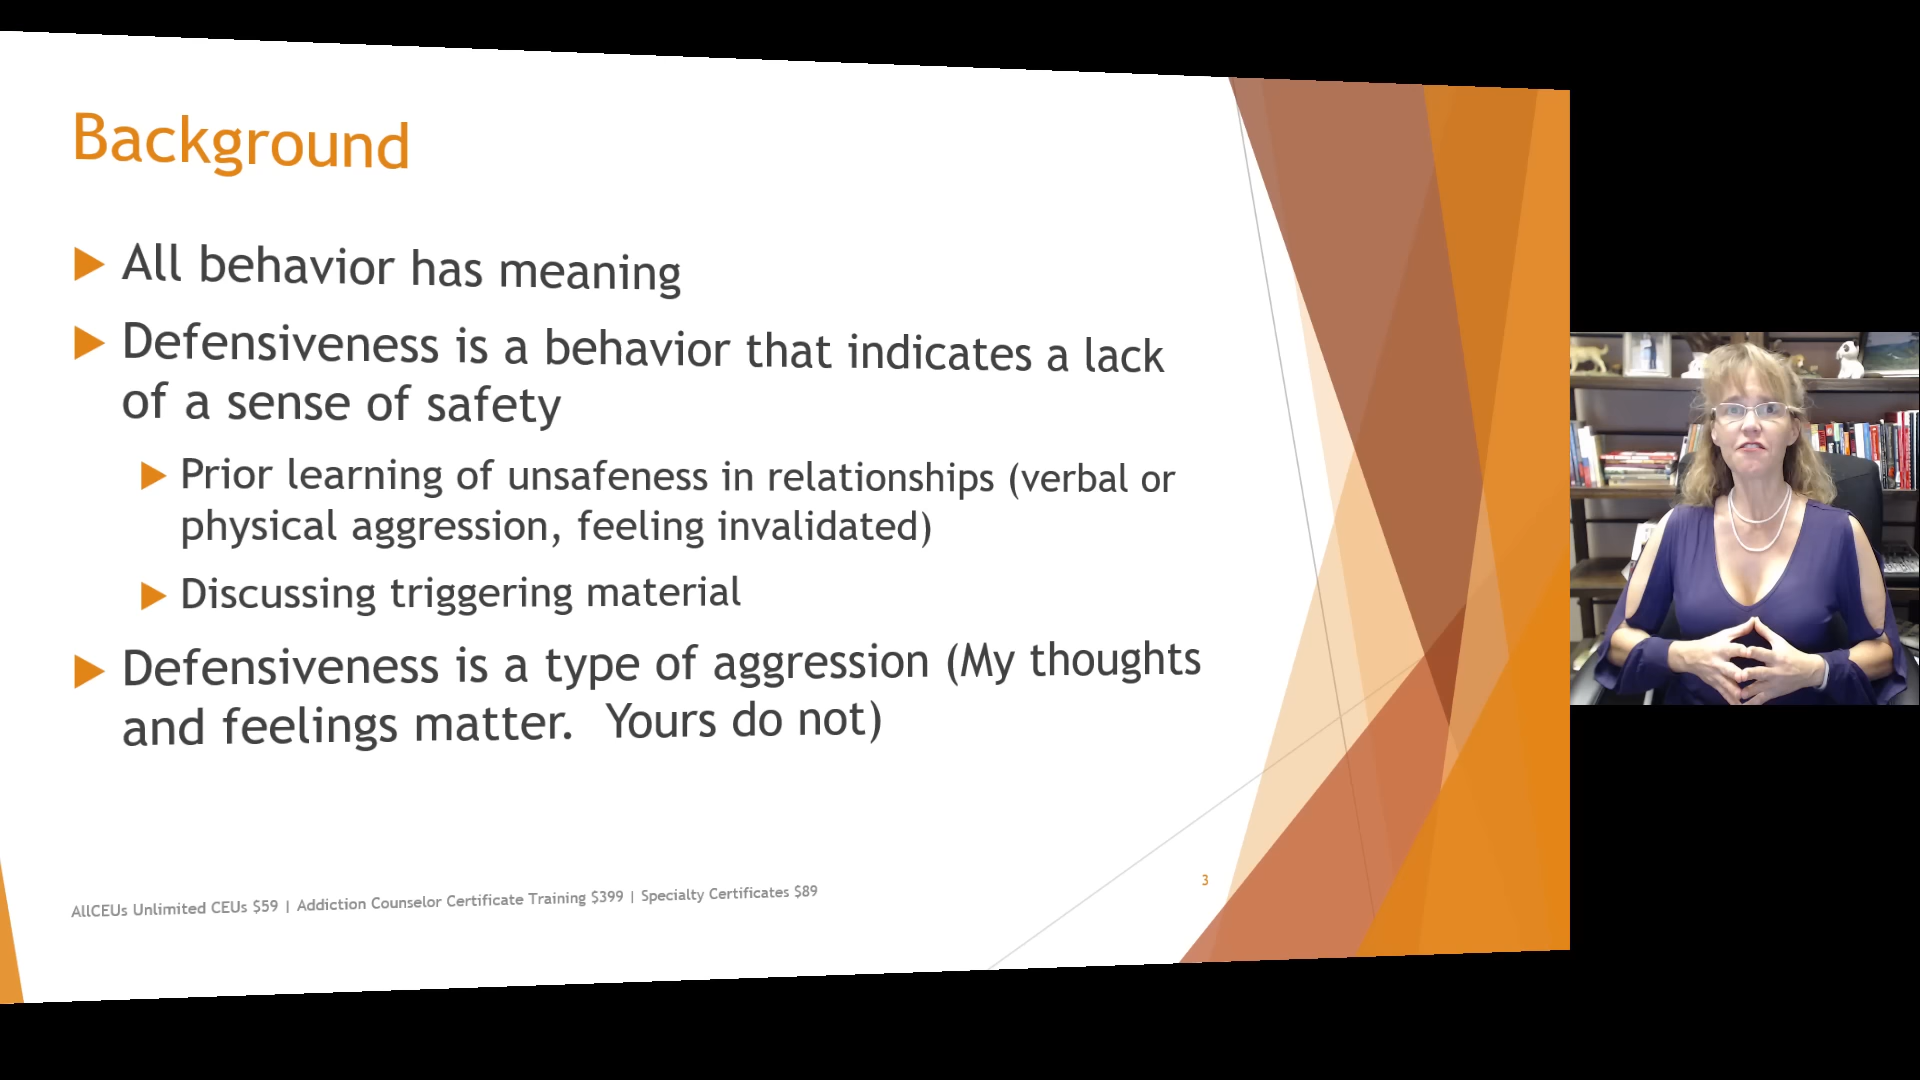 Background
All behavior has meaning
Defensiveness is a behavior that indicates a lack
of a sense of safety
Prior learning of unsafeness in relationships (verbal or
physical aggression, feeling invalidated)
Discussing triggering material
Defensiveness is a type of aggression (My thoughts
and feelings matter.  Yours do not)
AllCEUs Unlimited CEUs $59 | Addiction Counselor Certificate Training $399 | Specialty Certificates $89
3